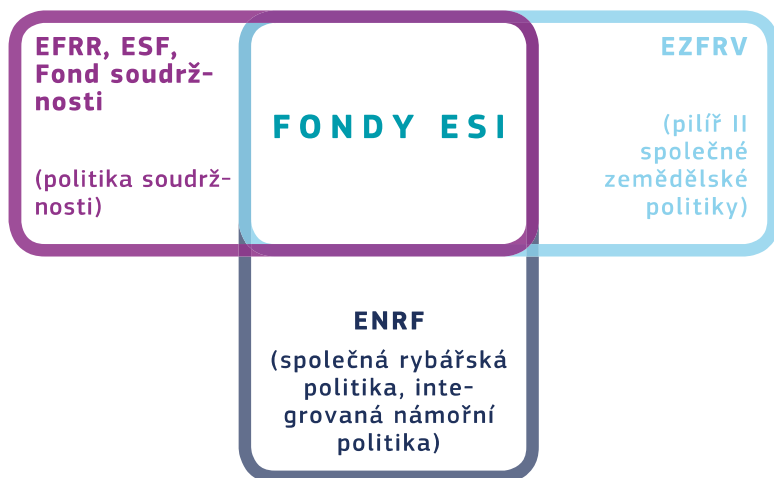 EFRR, ESF,
Fond soudrž-
nosti
(politika soudrž-
nosti)
FONDY ESI
EZFRV
(pilíř II
společné
zemědělské
politiky)
ENRF
(společná rybářská
politika, inte-
grovaná námořní
politika)